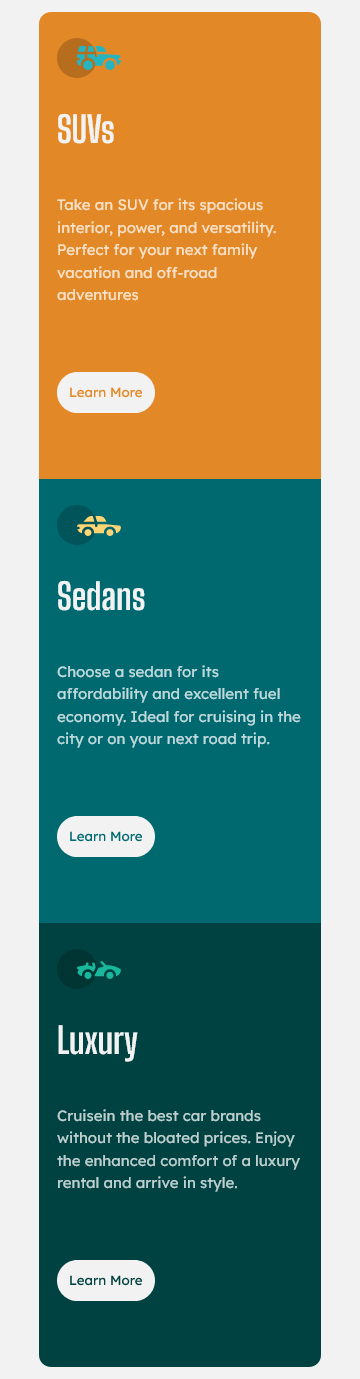 SUVs
Take an SUV for its spacious
interior, power, and versatility.
Perfect for your next family
vacation and off-road
adventures
Learn More
Sedans
Choose a sedan for its
affordability and excellent fuel
economy. Ideal for cruising in the
city or on your next road trip.
Learn More
Luxury
Cruisein the best car brands
without the bloated prices. Enjoy
the enhanced comfort of a luxury
rental and arrive in style.
Learn More